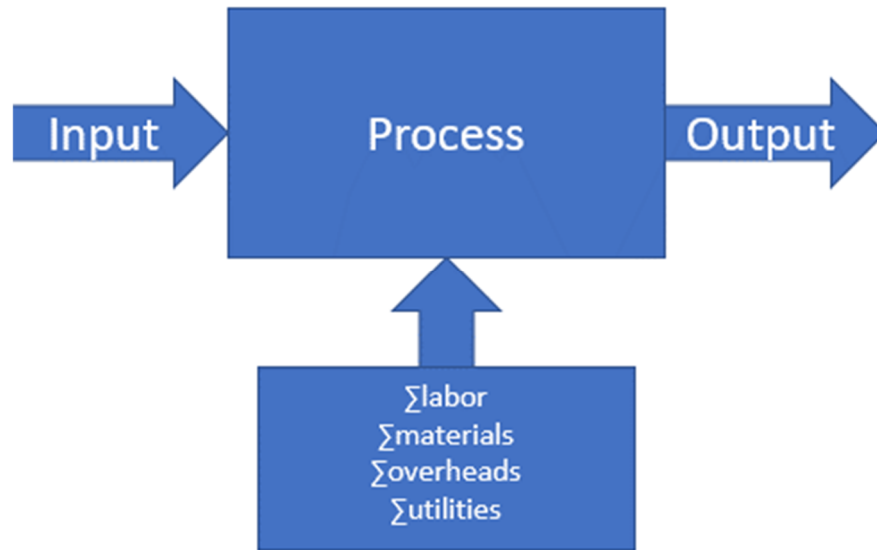 Input
Process
Output
∑labor
∑materials
∑overheads
∑utilities